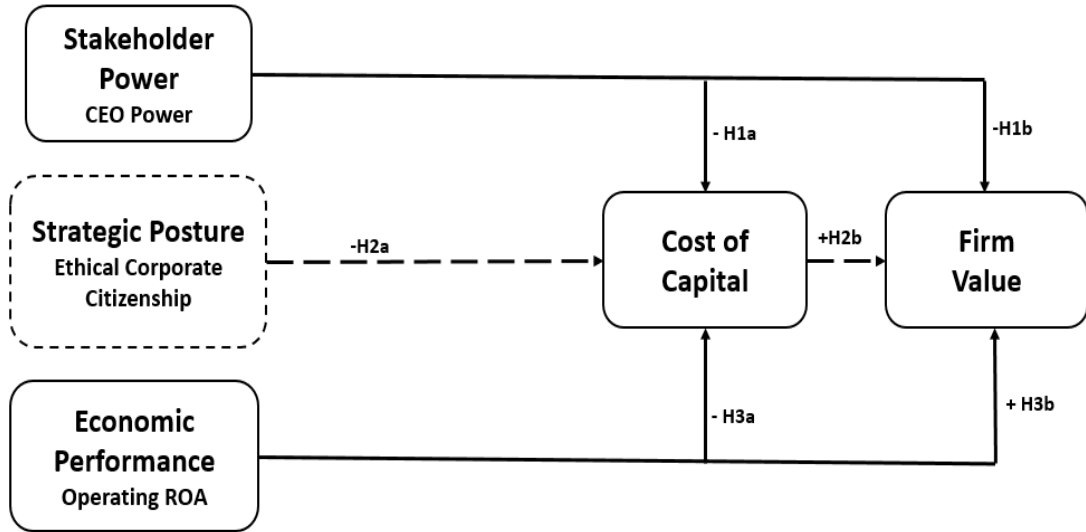 Stakeholder
Power
CEO Power
- H1a
-H1b
Strategic Posture
Ethical Corporate
Citizenship
-H2a
Cost of
Capital
+H2b
Firm
Value
Economic
Performance
Operating ROA
- H3a
+ H3b